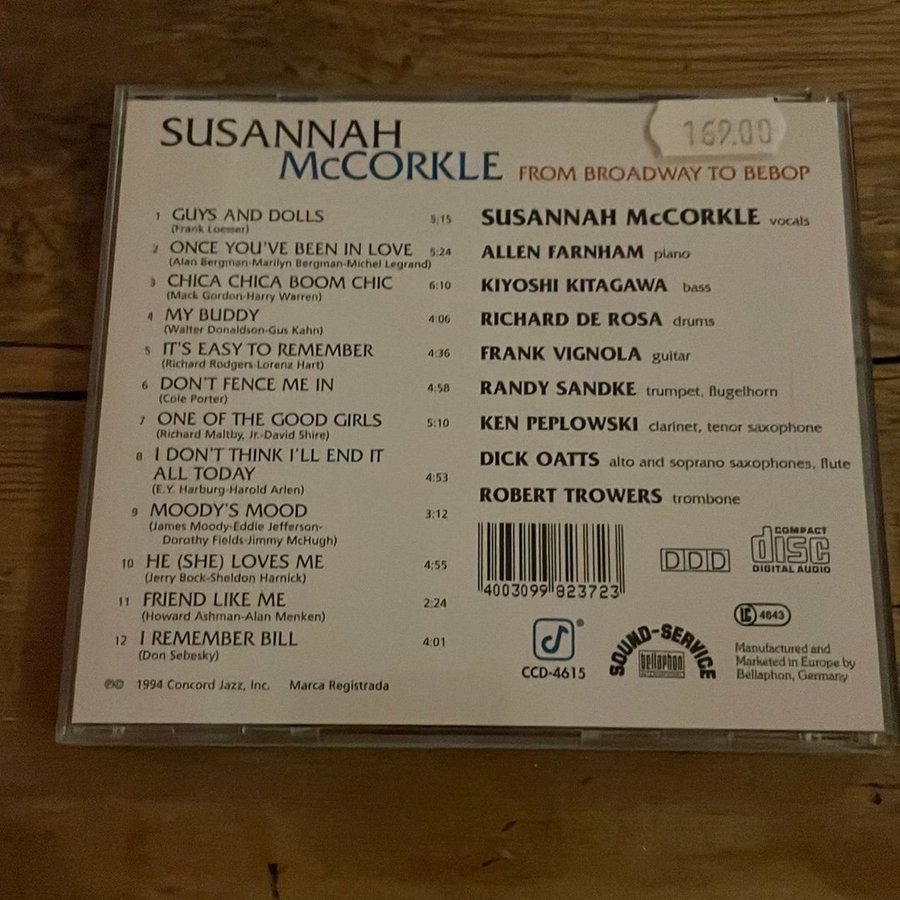 SUSANNAH
McCORKLE FROM BROADWAY TO BEBOP
169.00
1 GUYS AND DOLLS 5:15
(Frank Loesser)
2 ONCE YOU'VE BEEN IN LOVE 5:24
(Alan Bergman-Marilyn Bergman-Michel Legrand)
3 CHICA CHICA BOOM CHIC 6:10
(Mack Gordon-Harry Warren)
4 MY BUDDY 4:06
(Walter Donaldson-Gus Kahn)
5 IT'S EASY TO REMEMBER 4:36
(Richard Rodgers-Lorenz Hart)
6 DON'T FENCE ME IN 4:58
(Cole Porter)
7 ONE OF THE GOOD GIRLS 5:10
(Richard Maltby, Jr.-David Shire)
8 I DON'T THINK I'LL END IT
ALL TODAY 4:53
(E.Y. Harburg-Harold Arlen)
9 MOODY'S MOOD 3:12
(James Moody-Eddie Jefferson-
Dorothy Fields-Jimmy McHugh)
10 HE (SHE) LOVES ME 4:55
(Jerry Bock-Sheldon Harnick)
11 FRIEND LIKE ME 2:24
(Howard Ashman-Alan Menken)
12 I REMEMBER BILL 4:01
(Don Sebesky)
℗© 1994 Concord Jazz, Inc. Marca Registrada
SUSANNAH McCORKLE vocals
ALLEN FARNHAM piano
KIYOSHI KITAGAWA bass
RICHARD DE ROSA drums
FRANK VIGNOLA guitar
RANDY SANDKE trumpet, flugelhorn
KEN PEPLOWSKI clarinet, tenor saxophone
DICK OATTS alto and soprano saxophones, flute
ROBERT TROWERS trombone
4003099 823723
DDD
COMPACT
disc
DIGITAL AUDIO
LC 4643
®
CCD-4615
SOUND-SERVICE
bellaphon
Manufactured and
Marketed in Europe by
Bellaphon, Germany